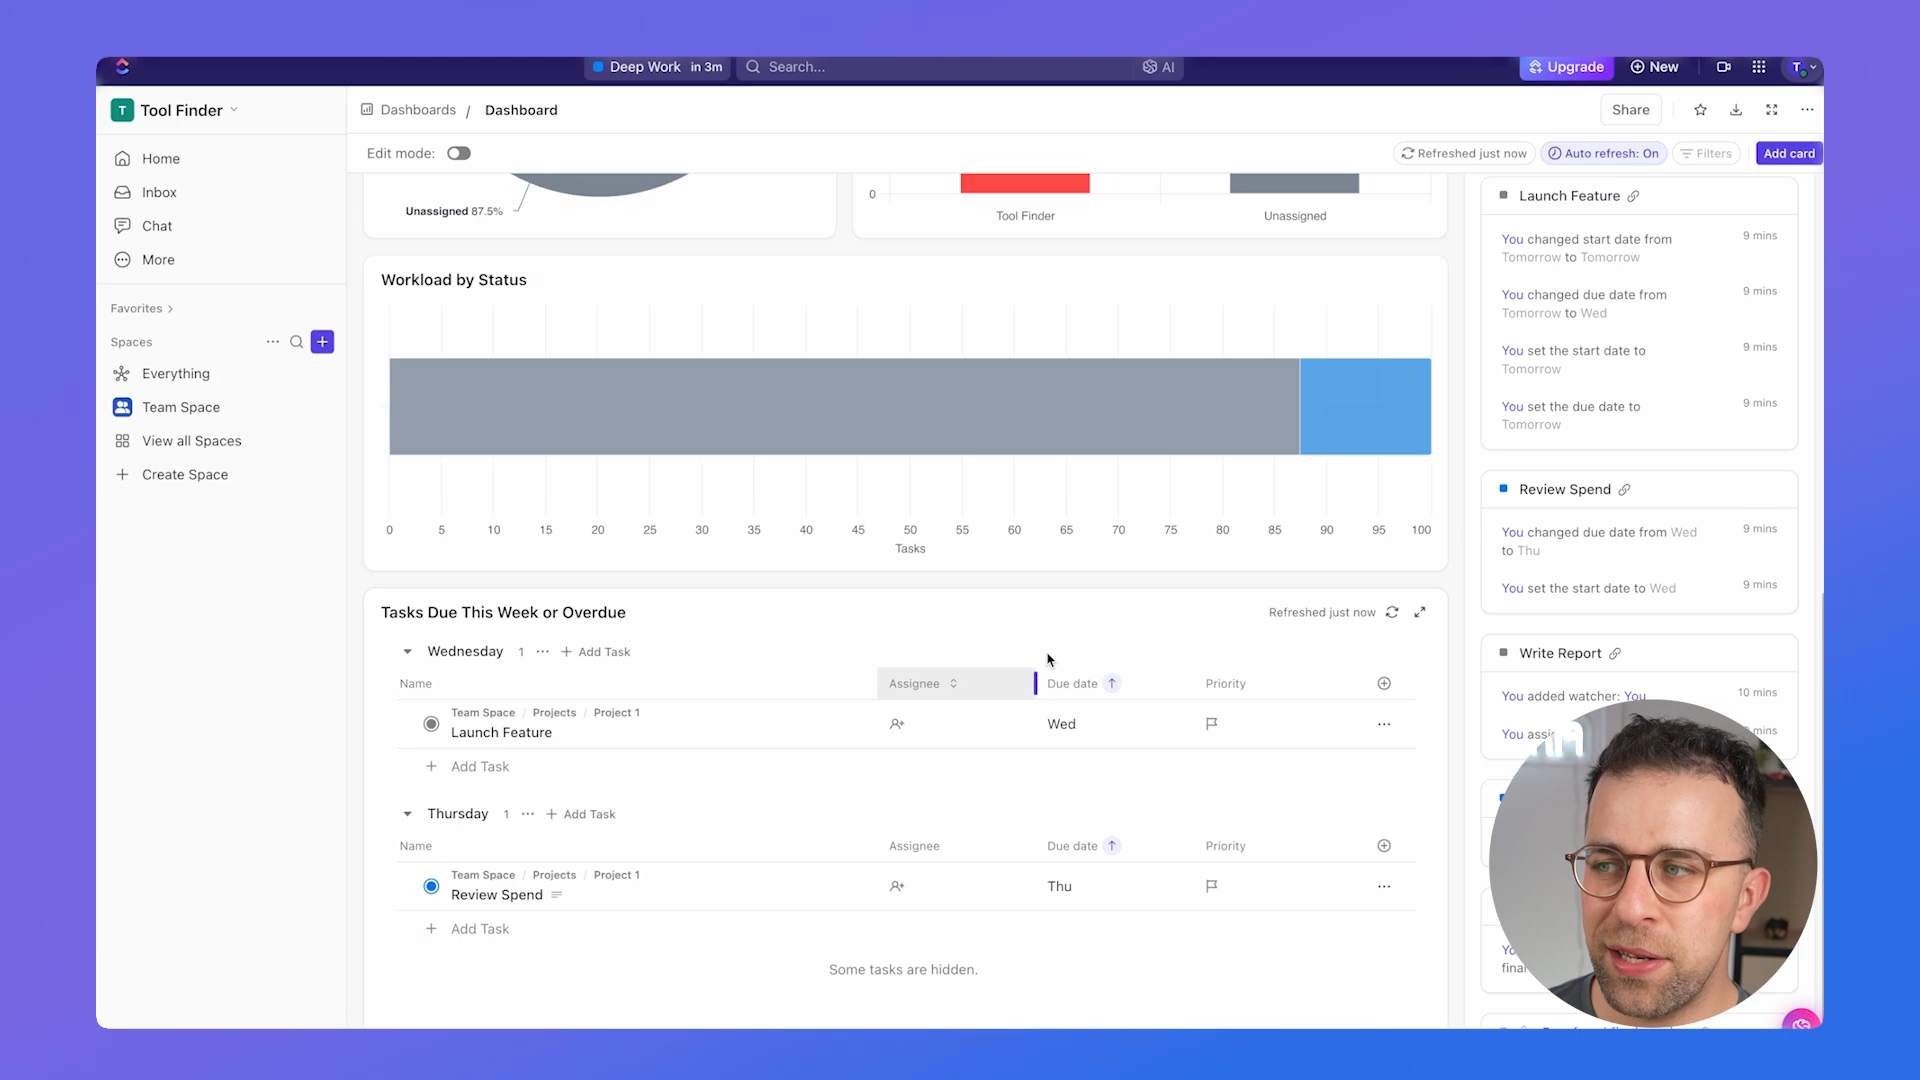 Deep Work in 3m
Search...
AI
Upgrade
New
T
T
Tool Finder
Dashboards / Dashboard
Share
Edit mode:
Refreshed just now
Auto refresh: On
Filters
Add card
Home
Inbox
Chat
More
Favorites
Spaces
Everything
Team Space
View all Spaces
Create Space
Unassigned 87.5%
0
Tool Finder
Unassigned
Workload by Status
0 5 10 15 20 25 30 35 40 45 50 55 60 65 70 75 80 85 90 95 100
Tasks
Tasks Due This Week or Overdue
Refreshed just now
Wednesday 1 ... + Add Task
Name Assignee Due date Priority
Team Space / Projects / Project 1
Launch Feature
Wed
Add Task
Thursday 1 ... + Add Task
Name Assignee Due date Priority
Team Space / Projects / Project 1
Review Spend
Thu
Add Task
Some tasks are hidden.
Launch Feature
You changed start date from
Tomorrow to Tomorrow
9 mins
You changed due date from
Tomorrow to Wed
9 mins
You set the start date to
Tomorrow
9 mins
You set the due date to
Tomorrow
9 mins
Review Spend
You changed due date from Wed
to Thu
9 mins
You set the start date to Wed
9 mins
Write Report
You added watcher: You
10 mins
You
mins